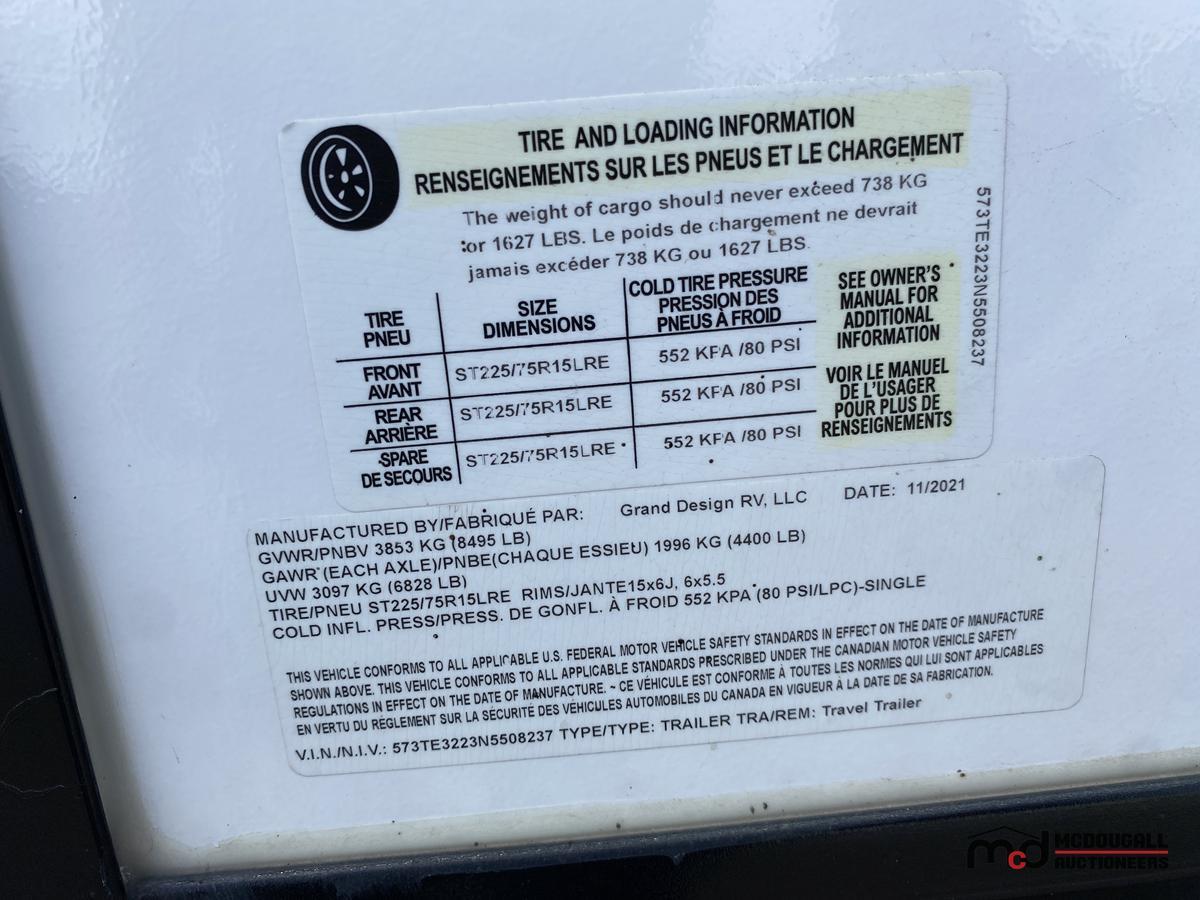 TIRE AND LOADING INFORMATION
RENSEIGNEMENTS SUR LES PNEUS ET LE CHARGEMENT
The weight of cargo should never exceed 738 KG
or 1627 LBS. Le poids de chargement ne devrait
jamais excéder 738 KG ou 1627 LBS.
TIRE
PNEU
SIZE
DIMENSIONS
COLD TIRE PRESSURE
PRESSION DES
PNEUS À FROID
FRONT
AVANT
ST225/75R15LRE
552 KPA /80 PSI
REAR
ARRIÈRE
ST225/75R15LRE
552 KPA /80 PSI
SPARE
DE SECOURS
ST225/75R15LRE
552 KPA /80 PSI
SEE OWNER'S
MANUAL FOR
ADDITIONAL
INFORMATION
VOIR LE MANUEL
DE L'USAGER
POUR PLUS DE
RENSEIGNEMENTS
573TE3223N5508237
MANUFACTURED BY/FABRIQUÉ PAR: Grand Design RV, LLC DATE: 11/2021
GVWR/PNBV 3853 KG (8495 LB)
GAWR (EACH AXLE)/PNBE(CHAQUE ESSIEU) 1996 KG (4400 LB)
UVW 3097 KG (6828 LB)
TIRE/PNEU ST225/75R15LRE RIMS/JANTE15x6J, 6x5.5
COLD INFL. PRESS/PRESS. DE GONFL. À FROID 552 KPA (80 PSI/LPC)-SINGLE
THIS VEHICLE CONFORMS TO ALL APPLICABLE U.S. FEDERAL MOTOR VEHICLE SAFETY STANDARDS IN EFFECT ON THE DATE OF MANUFACTURE
SHOWN ABOVE. THIS VEHICLE CONFORMS TO ALL APPLICABLE STANDARDS PRESCRIBED UNDER THE CANADIAN MOTOR VEHICLE SAFETY
REGULATIONS IN EFFECT ON THE DATE OF MANUFACTURE. ~ CE VÉHICULE EST CONFORME À TOUTES LES NORMES QUI LUI SONT APPLICABLES
EN VERTU DU RÈGLEMENT SUR LA SÉCURITÉ DES VÉHICULES AUTOMOBILES DU CANADA EN VIGUEUR À LA DATE DE SA FABRICATION.
V.I.N./N.I.V.: 573TE3223N5508237 TYPE/TYPE: TRAILER TRA/REM: Travel Trailer
mcd MCDOUGALL
AUCTIONEERS